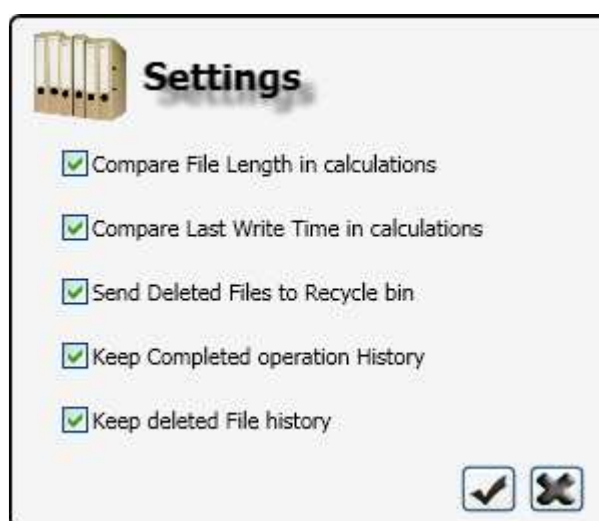 Settings
Compare File Length in calculations
Compare Last Write Time in calculations
Send Deleted Files to Recycle bin
Keep Completed operation History
Keep deleted File history